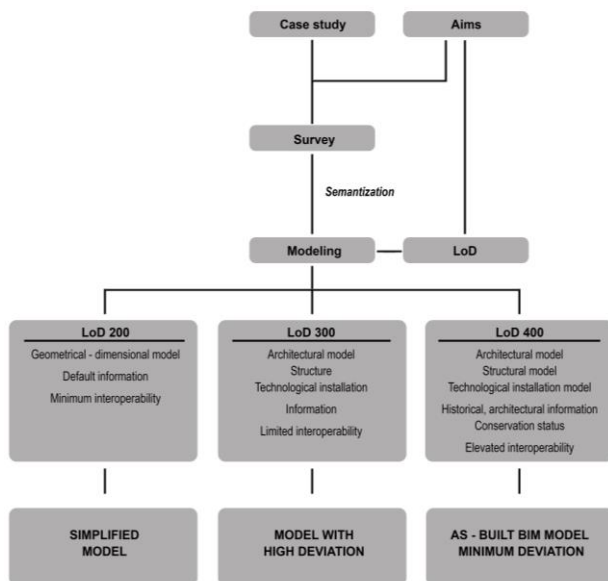 Case study
Aims
Survey
Semantization
Modeling
LoD
LoD 200
Geometrical - dimensional model
Default information
Minimum interoperability
LoD 300
Architectural model
Structure
Technological installation
Information
Limited interoperability
LoD 400
Architectural model
Structural model
Technological installation model
Historical, architectural information
Conservation status
Elevated interoperability
SIMPLIFIED
MODEL
MODEL WITH
HIGH DEVIATION
AS - BUILT BIM MODEL
MINIMUM DEVIATION